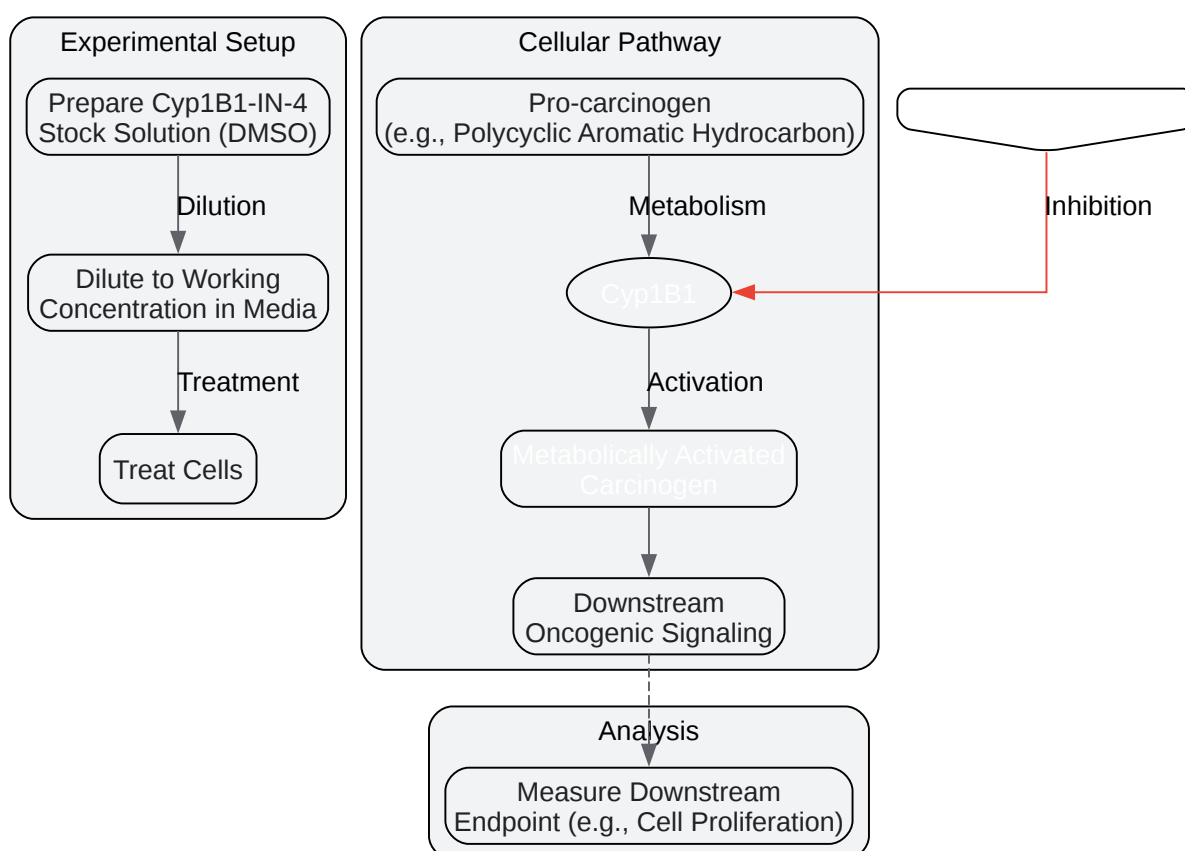 Experimental Setup
Prepare Cyp1B1-IN-4
Stock Solution (DMSO)
Dilution
Dilute to Working
Concentration in Media
Treatment
Treat Cells
Cellular Pathway
Pro-carcinogen
(e.g., Polycyclic Aromatic Hydrocarbon)
Metabolism
Cyp1B1
Activation
Metabolically Activated
Carcinogen
Downstream
Oncogenic Signaling
Inhibition
Analysis
Measure Downstream
Endpoint (e.g., Cell Proliferation)